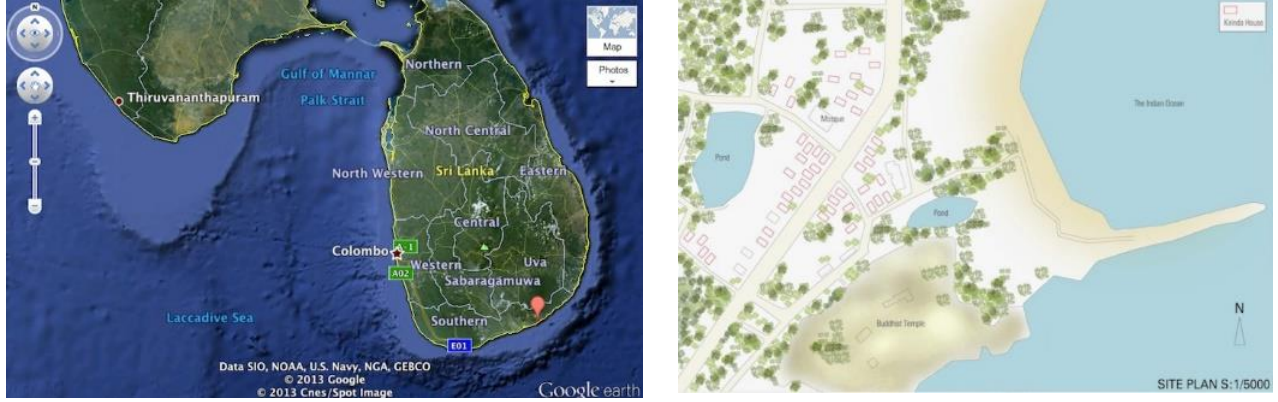 N
Map
Photos
Gulf of Mannar
Palk Strait
Thiruvananthapuram
Northern
North Central
North Western
Sri Lanka
Eastern
Central
Colombo
A-1
A02
Western
Uva
Sabaragamuwa
Southern
E01
Laccadive Sea
Data SIO, NOAA, U.S. Navy, NGA, GEBCO
© 2013 Google
© 2013 Cnes/Spot Image
Google earth
Kirinda House
The Indian Ocean
Mosque
Pond
Pond
Buddhist Temple
N
SITE PLAN S:1/5000